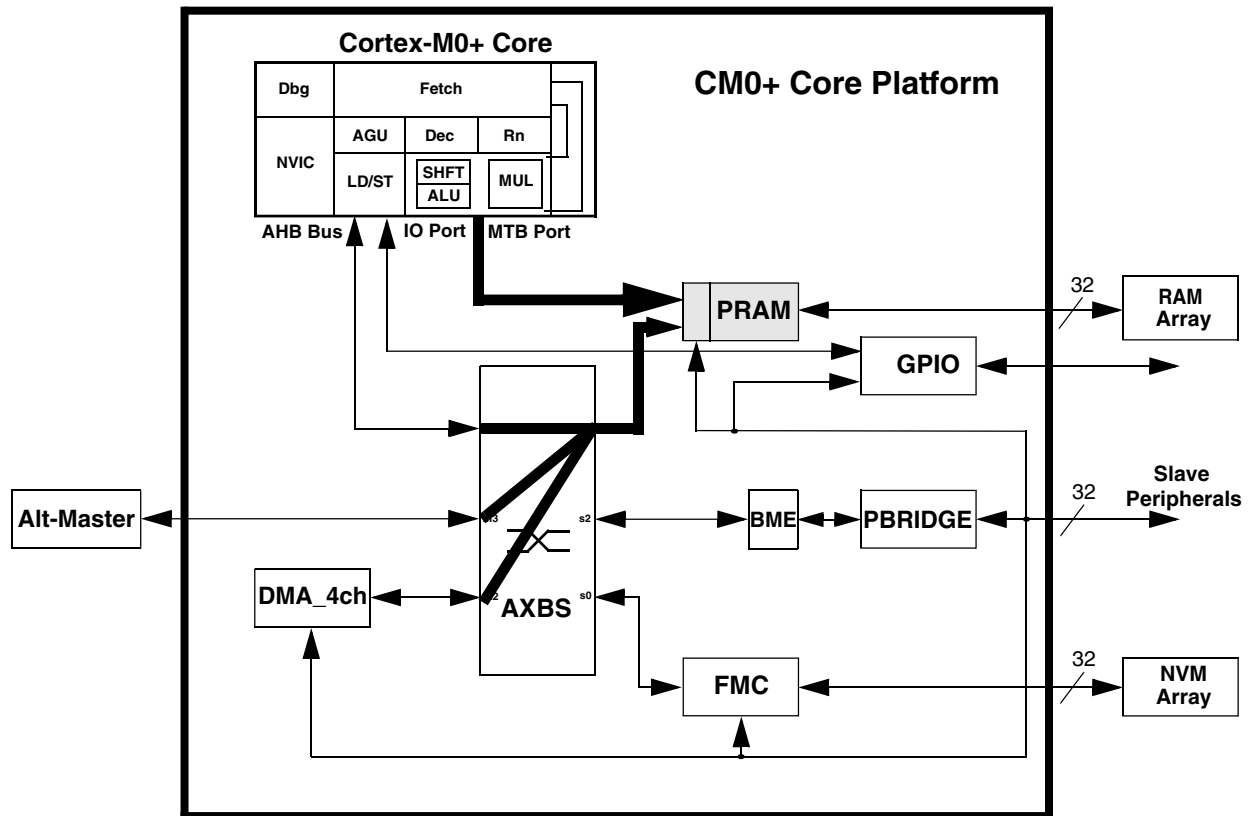 Cortex-M0+ Core
CM0+ Core Platform
Dbg
Fetch
NVIC
AGU
Dec
Rn
LD/ST
SHFT
ALU
MUL
AHB Bus
IO Port
MTB Port
PRAM
32
RAM
Array
GPIO
Alt-Master
s2
BME
PBRIDGE
32
Slave
Peripherals
DMA_4ch
AXBS
s0
FMC
32
NVM
Array